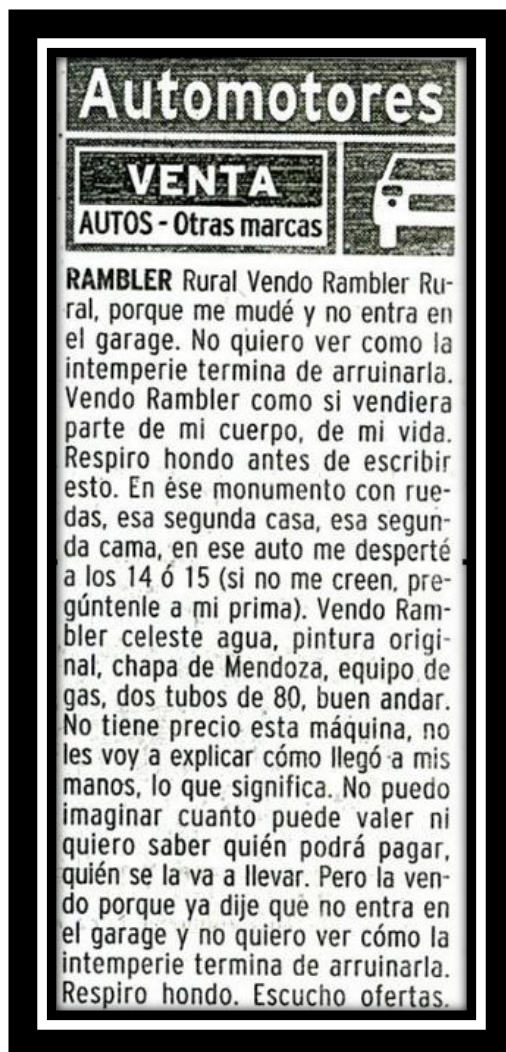 Automotores
VENTA
AUTOS - Otras marcas
RAMBLER Rural Vendo Rambler Ru-
ral, porque me mudé y no entra en
el garage. No quiero ver como la
intemperie termina de arruinarla.
Vendo Rambler como si vendiera
parte de mi cuerpo, de mi vida.
Respiro hondo antes de escribir
esto. En ése monumento con rue-
das, esa segunda casa, esa segun-
da cama, en ese auto me desperté
a los 14 ó 15 (si no me creen, pre-
gúntenle a mi prima). Vendo Ram-
bler celeste agua, pintura origi-
nal, chapa de Mendoza, equipo de
gas, dos tubos de 80, buen andar.
No tiene precio esta máquina, no
les voy a explicar cómo llegó a mis
manos, lo que significa. No puedo
imaginar cuanto puede valer ni
quiero saber quién podrá pagar,
quién se la va a llevar. Pero la ven-
do porque ya dije que no entra en
el garage y no quiero ver cómo la
intemperie termina de arruinarla.
Respiro hondo. Escucho ofertas.